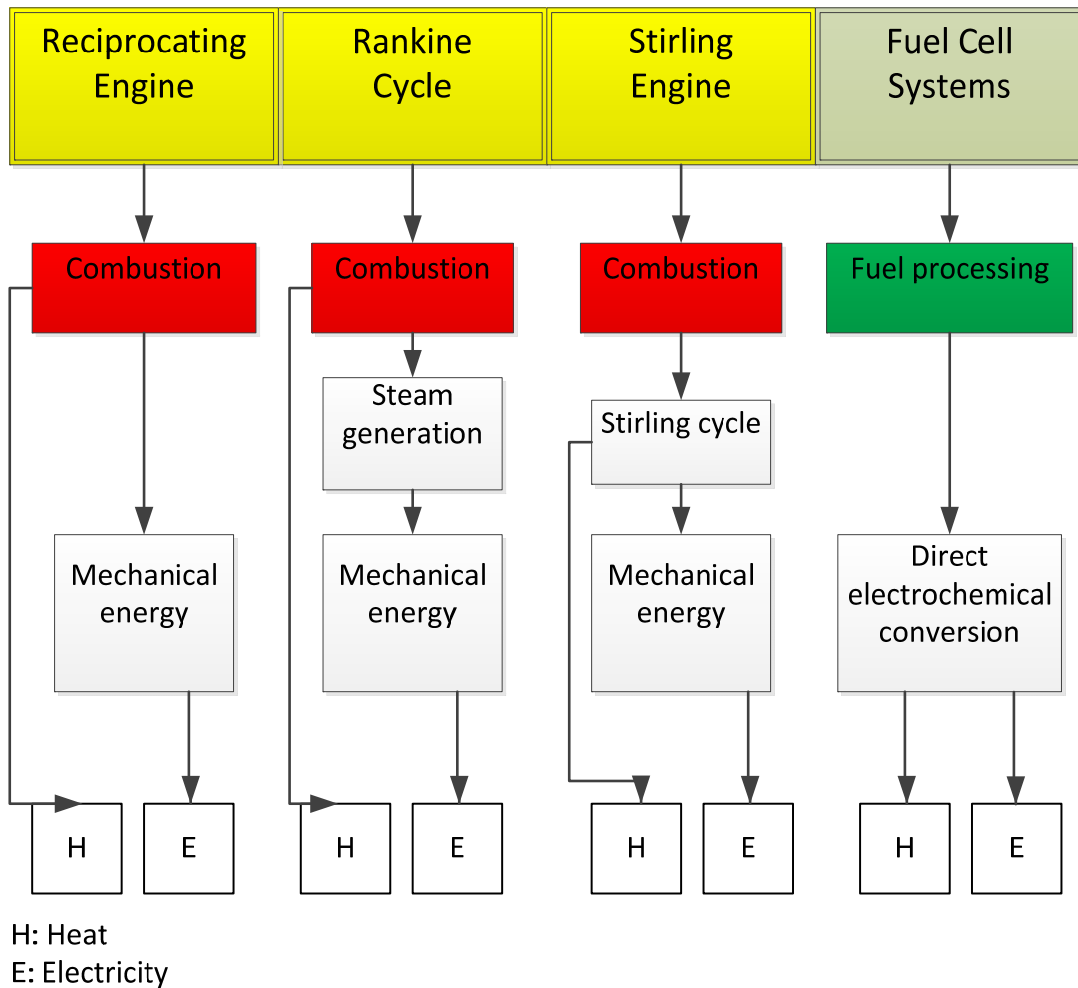 Reciprocating
Engine
Rankine
Cycle
Stirling
Engine
Fuel Cell
Systems
Combustion
Combustion
Combustion
Fuel processing
Steam
generation
Stirling cycle
Mechanical
energy
Mechanical
energy
Mechanical
energy
Direct
electrochemical
conversion
H
E
H
E
H
E
H
E
H: Heat
E: Electricity